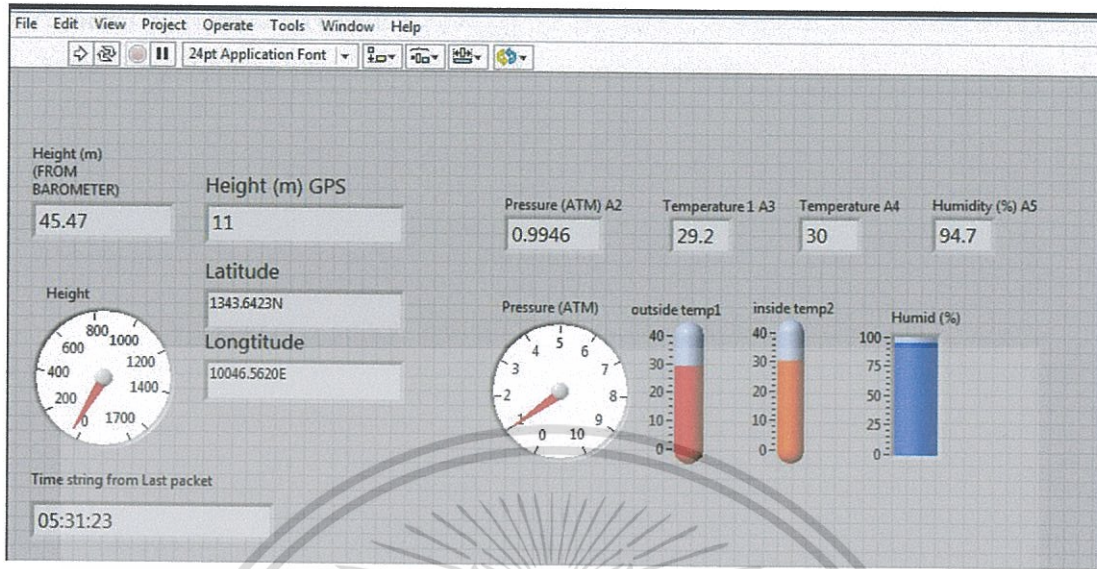 File Edit View Project Operate Tools Window Help
24pt Application Font
Height (m)
(FROM
BAROMETER)
45.47
Height (m) GPS
11
Latitude
1343.6423N
Longtitude
10046.5620E
Pressure (ATM) A2
0.9946
Temperature 1 A3
29.2
Temperature A4
30
Humidity (%) A5
94.7
Height
0
200
400
600
800
1000
1200
1400
1700
Pressure (ATM)
0
1
2
3
4
5
6
7
8
9
10
outside temp1
40
30
20
10
0
inside temp2
40
30
20
10
0
Humid (%)
100
75
50
25
0
Time string from Last packet
05:31:23